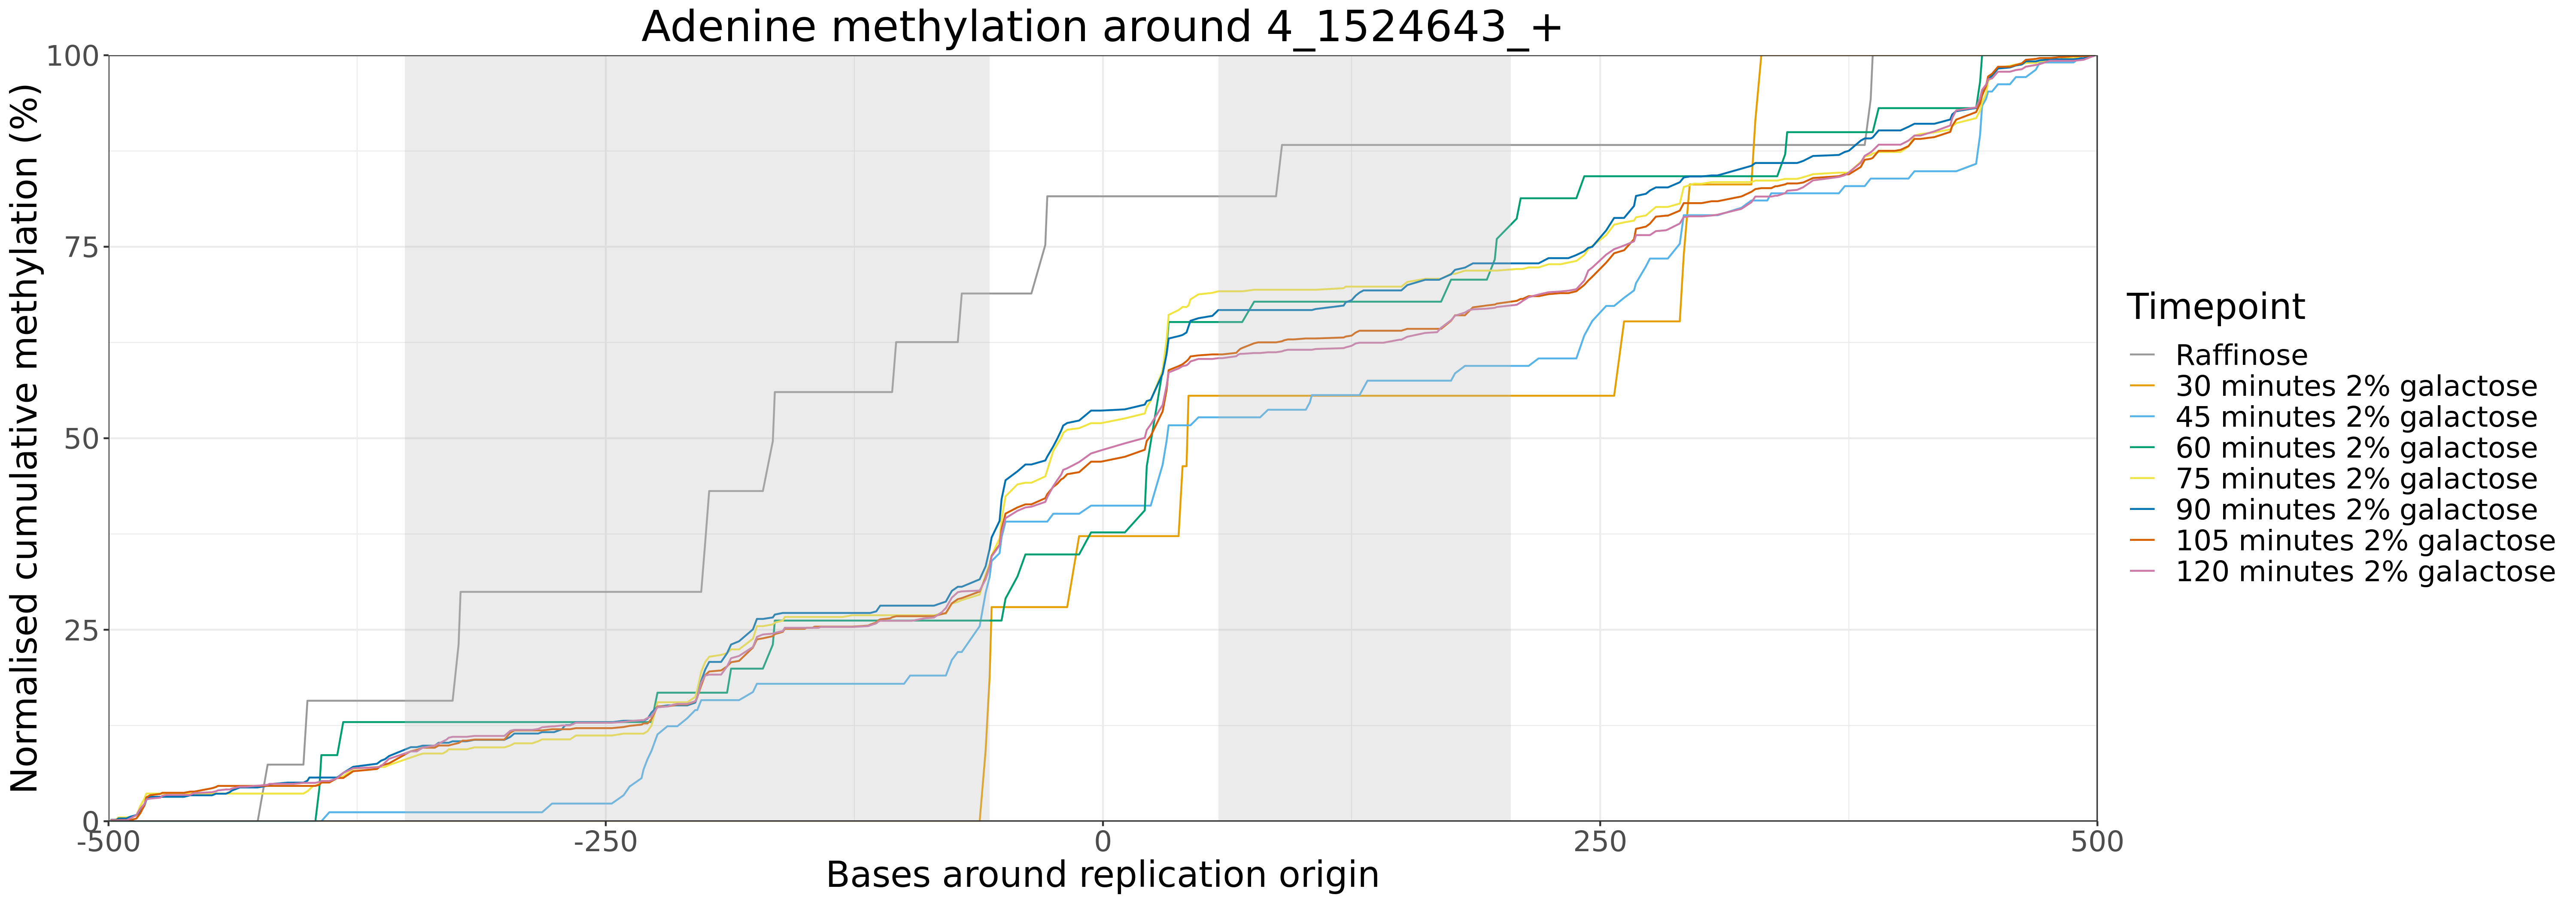 Adenine methylation around 4_1524643_+
Normalised cumulative methylation (%)
100
75
50
25
0
-500
-250
0
250
500
Bases around replication origin
Timepoint
Raffinose
30 minutes 2% galactose
45 minutes 2% galactose
60 minutes 2% galactose
75 minutes 2% galactose
90 minutes 2% galactose
105 minutes 2% galactose
120 minutes 2% galactose